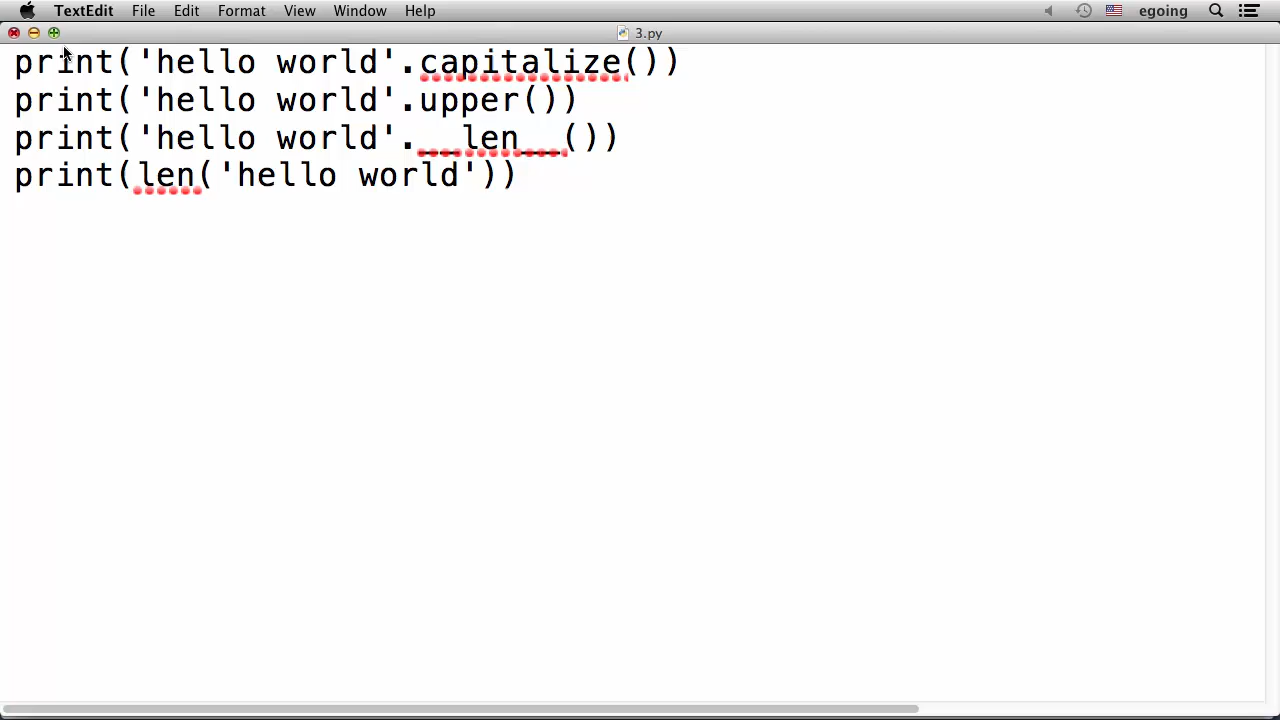 TextEdit File Edit Format View Window Help egoing
3.py
print('hello world'.capitalize())
print('hello world'.upper())
print('hello world'.__len__())
print(len('hello world'))